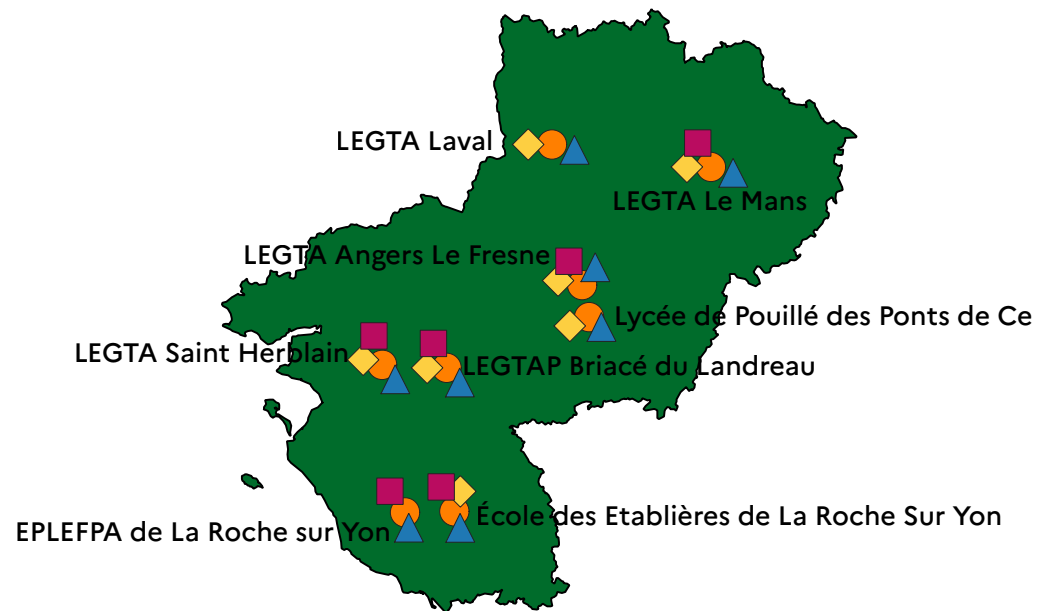 LEGTA Laval
LEGTA Le Mans
LEGTA Angers Le Fresne
Lycée de Pouillé des Ponts de Ce
LEGTA Saint Herblain
LEGTAP Briacé du Landreau
École des Etablières de La Roche Sur Yon
EPLEFPA de La Roche sur Yon